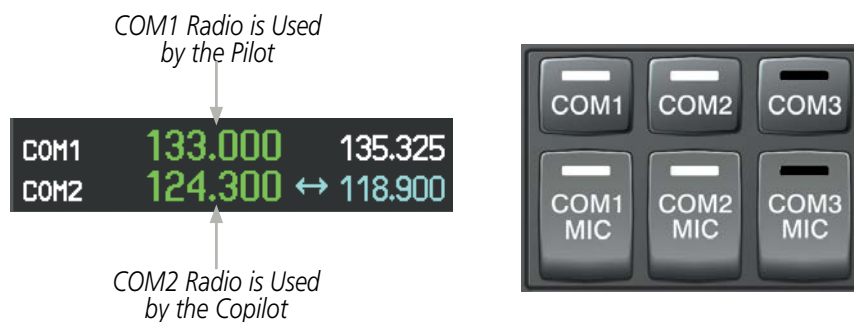 COM1 Radio is Used
by the Pilot
COM1 133.000 135.325
COM2 124.300 ↔ 118.900
COM2 Radio is Used
by the Copilot
COM1 COM2 COM3
COM1 COM2 COM3
MIC MIC MIC